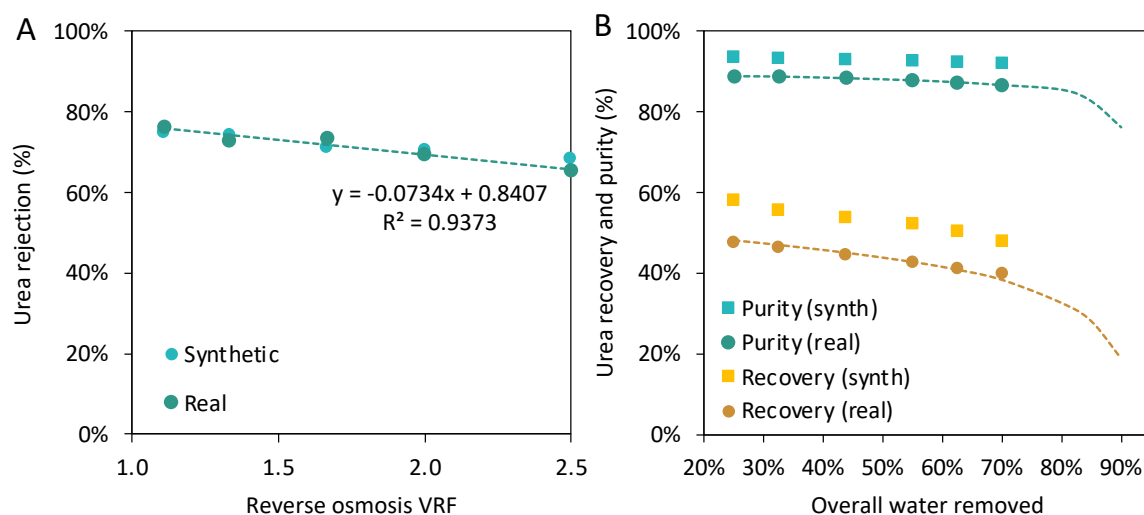 A
100%
80%
60%
40%
20%
0%
Urea rejection (%)
y = -0.0734x + 0.8407
R² = 0.9373
Synthetic
Real
1.0 1.5 2.0 2.5
Reverse osmosis VRF
B
100%
80%
60%
40%
20%
0%
Urea recovery and purity (%)
Purity (synth)
Purity (real)
Recovery (synth)
Recovery (real)
20% 30% 40% 50% 60% 70% 80% 90%
Overall water removed